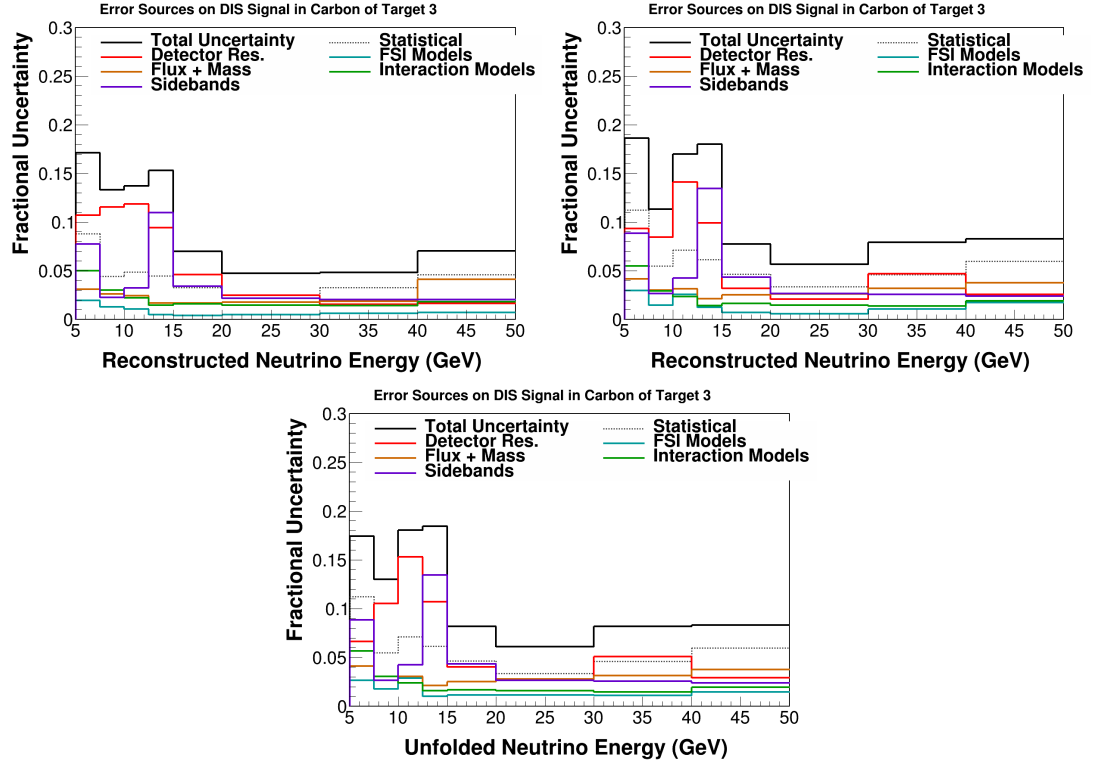 Error Sources on DIS Signal in Carbon of Target 3
Fractional Uncertainty
0.3
0.25
0.2
0.15
0.1
0.05
0
Total Uncertainty
Detector Res.
Flux + Mass
Sidebands
Statistical
FSI Models
Interaction Models
5 10 15 20 25 30 35 40 45 50
Reconstructed Neutrino Energy (GeV)
Error Sources on DIS Signal in Carbon of Target 3
Fractional Uncertainty
0.3
0.25
0.2
0.15
0.1
0.05
0
Total Uncertainty
Detector Res.
Flux + Mass
Sidebands
Statistical
FSI Models
Interaction Models
5 10 15 20 25 30 35 40 45 50
Reconstructed Neutrino Energy (GeV)
Error Sources on DIS Signal in Carbon of Target 3
Fractional Uncertainty
0.3
0.25
0.2
0.15
0.1
0.05
0
Total Uncertainty
Detector Res.
Flux + Mass
Sidebands
Statistical
FSI Models
Interaction Models
5 10 15 20 25 30 35 40 45 50
Unfolded Neutrino Energy (GeV)